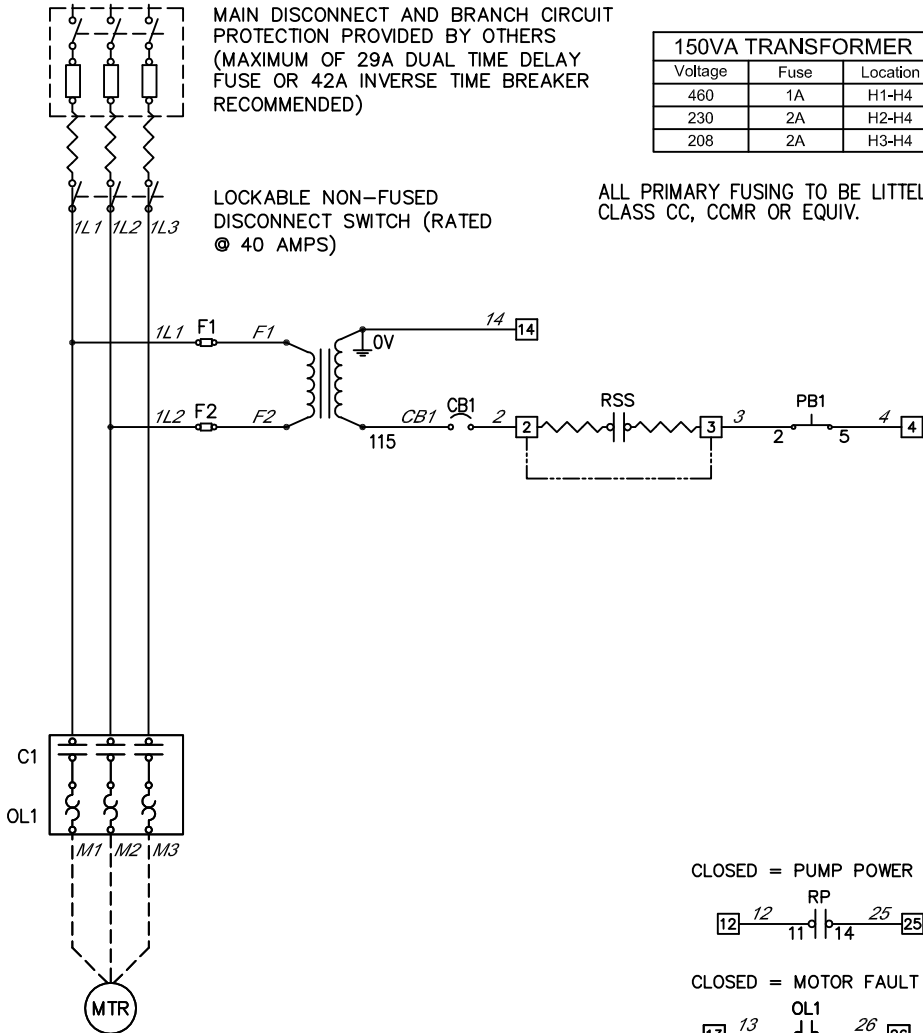 MAIN DISCONNECT AND BRANCH CIRCUIT
PROTECTION PROVIDED BY OTHERS
(MAXIMUM OF 29A DUAL TIME DELAY
FUSE OR 42A INVERSE TIME BREAKER
RECOMMENDED)
150VA TRANSFORMER
Voltage Fuse Location
460 1A H1-H4
230 2A H2-H4
208 2A H3-H4
LOCKABLE NON-FUSED
DISCONNECT SWITCH (RATED
@ 40 AMPS)
ALL PRIMARY FUSING TO BE LITTEL
CLASS CC, CCMR OR EQUIV.
1L1 1L2 1L3
1L1 F1 F1
0V
14 14
1L2 F2 F2
115
CB1 CB1 2 2 RSS 3 3 2 PB1 5 4 4
C1
OL1
M1 M2 M3
MTR
CLOSED = PUMP POWER
RP
12 12 11 14 25 25
CLOSED = MOTOR FAULT
OL1
13 26